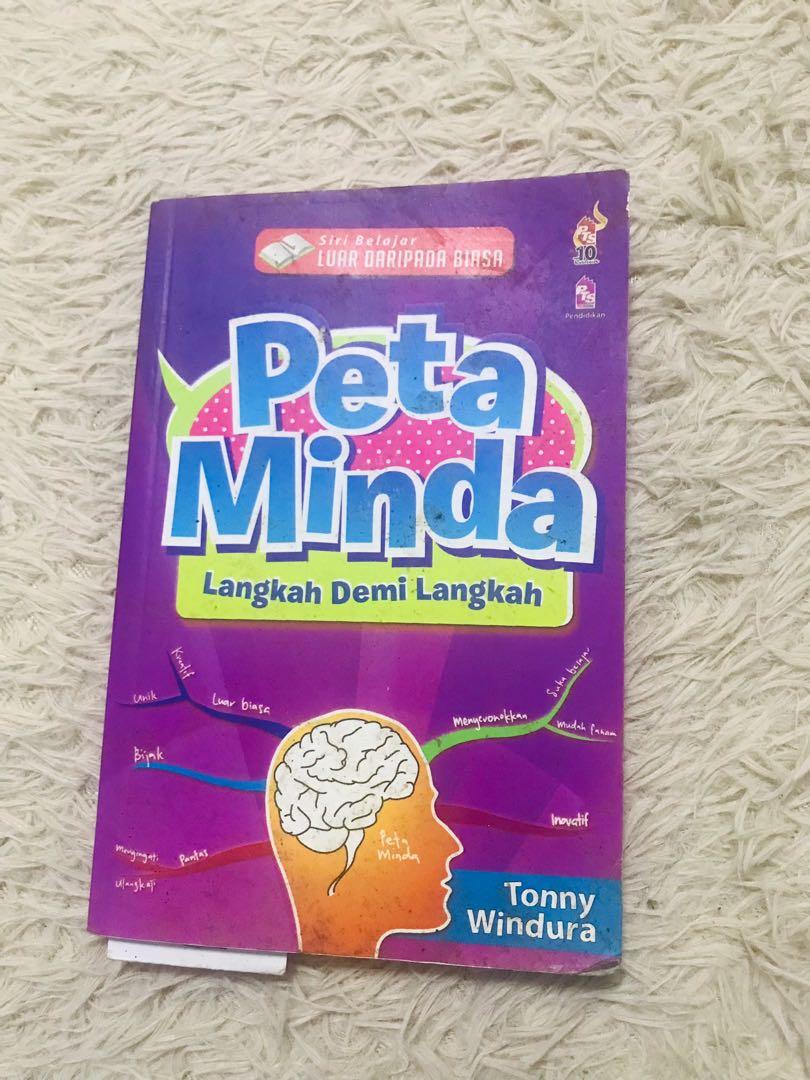 Siri Belajar
LUAR DARIPADA BIASA
PTS
10
PTS
Pendidikan
Peta
Minda
Langkah Demi Langkah
Kreatif
Unik
Luar biasa
Bijak
Mengingati
Pantas
Ulangkaji
Suka belajar
Menyeronokkan
Mudah faham
Inovatif
Peta
Minda
Tonny
Windura